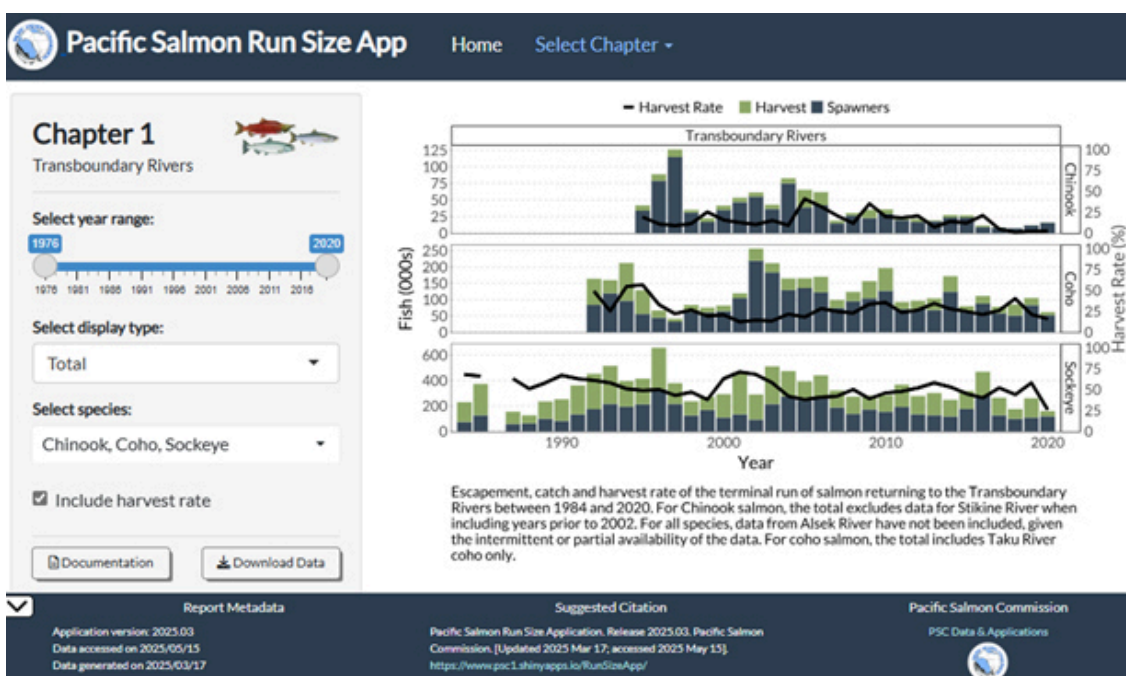 Pacific Salmon Run Size App
Home
Select Chapter
Chapter 1
Transboundary Rivers
Select year range:
1976
2020
1976 1981 1986 1991 1996 2001 2006 2011 2016
Select display type:
Total
Select species:
Chinook, Coho, Sockeye
Include harvest rate
Documentation
Download Data
Harvest Rate Harvest Spawners
Transboundary Rivers
125
100
75
50
25
0
Chinook
100
75
50
25
0
250
200
150
100
50
0
Coho
100
75
50
25
0
600
400
200
0
Sockeye
100
75
50
25
0
Fish (000s)
Harvest Rate (%)
1990 2000 2010 2020
Year
Escapement, catch and harvest rate of the terminal run of salmon returning to the Transboundary
Rivers between 1984 and 2020. For Chinook salmon, the total excludes data for Stikine River when
including years prior to 2002. For all species, data from Alsek River have not been included, given
the intermittent or partial availability of the data. For coho salmon, the total includes Taku River
coho only.
Report Metadata
Application version: 2025.03
Data accessed on 2025/05/15
Data generated on 2025/03/17
Suggested Citation
Pacific Salmon Run Size Application. Release 2025.03. Pacific Salmon
Commission. [Updated 2025 Mar 17; accessed 2025 May 15].
https://www.psc1.shinyapps.io/RunSizeApp/
Pacific Salmon Commission
PSC Data & Applications